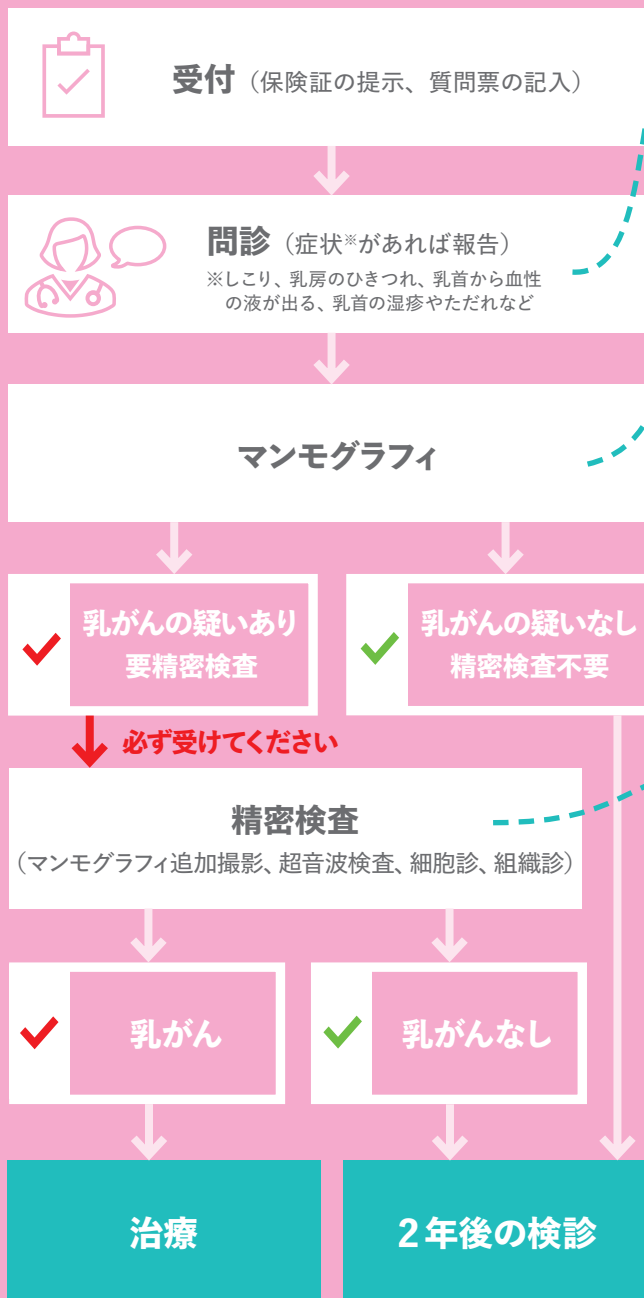 受付（保険証の提示、質問票の記入）
問診（症状※があれば報告）
※しこり、乳房のひきつれ、乳首から血性
の液が出る、乳首の湿疹やただれなど
マンモグラフィ
乳がんの疑いあり
要精密検査
乳がんの疑いなし
精密検査不要
必ず受けてください
精密検査
（マンモグラフィ追加撮影、超音波検査、細胞診、組織診）
乳がん
乳がんなし
治療
2年後の検診